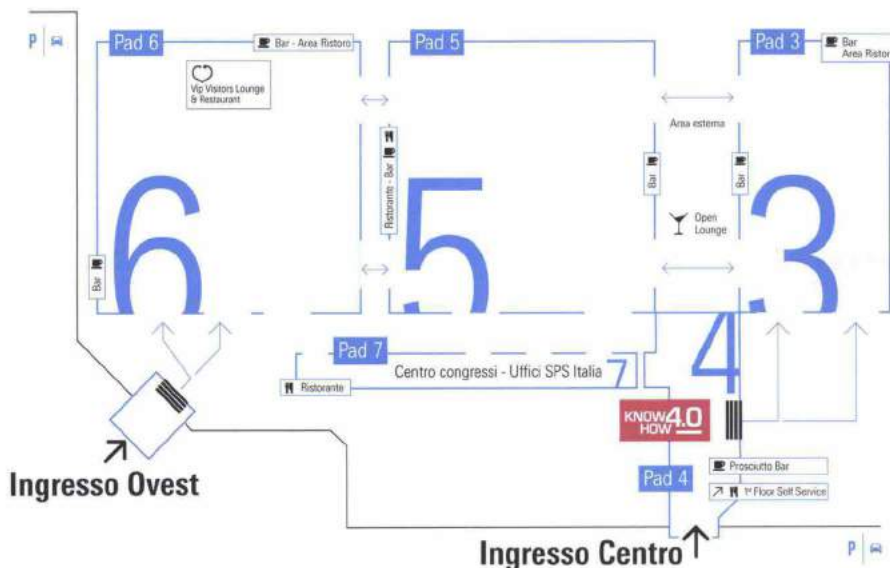 P
Pad 6
Bar - Area Ristoro
Pad 5
Pad 3
Bar
Area Ristor
Vip Visitors Lounge
& Restaurant
Area esterna
Ristorante - Bar
Bar
Bar
6
5
Open
Lounge
3
Bar
Pad 7
Centro congressi - Uffici SPS Italia
7
4
Ristorante
KNOW 4.0
HOW
Ingresso Ovest
Pad 4
Prosciutto Bar
1st Floor Self Service
Ingresso Centro
P